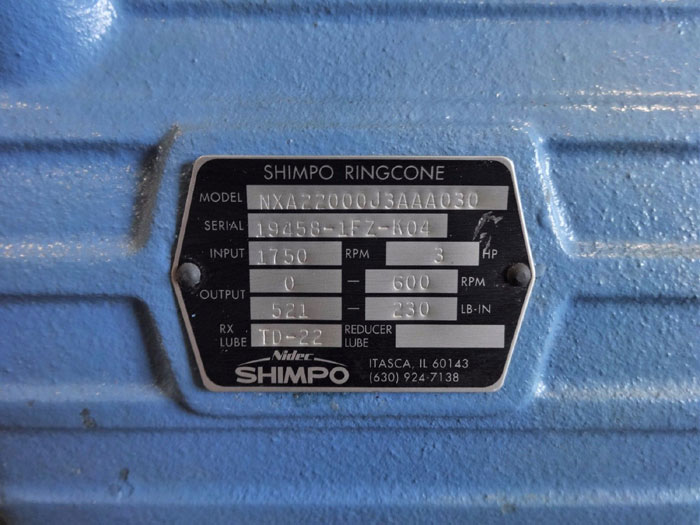 SHIMPO RINGCONE
MODEL NXA22000J3AAA030
SERIAL 19458-1FZ-K04
INPUT 1750 RPM 3 HP
OUTPUT 0 – 600 RPM
521 – 230 LB-IN
RX LUBE TD-22 REDUCER LUBE
Nidec
SHIMPO
ITASCA, IL 60143
(630) 924-7138